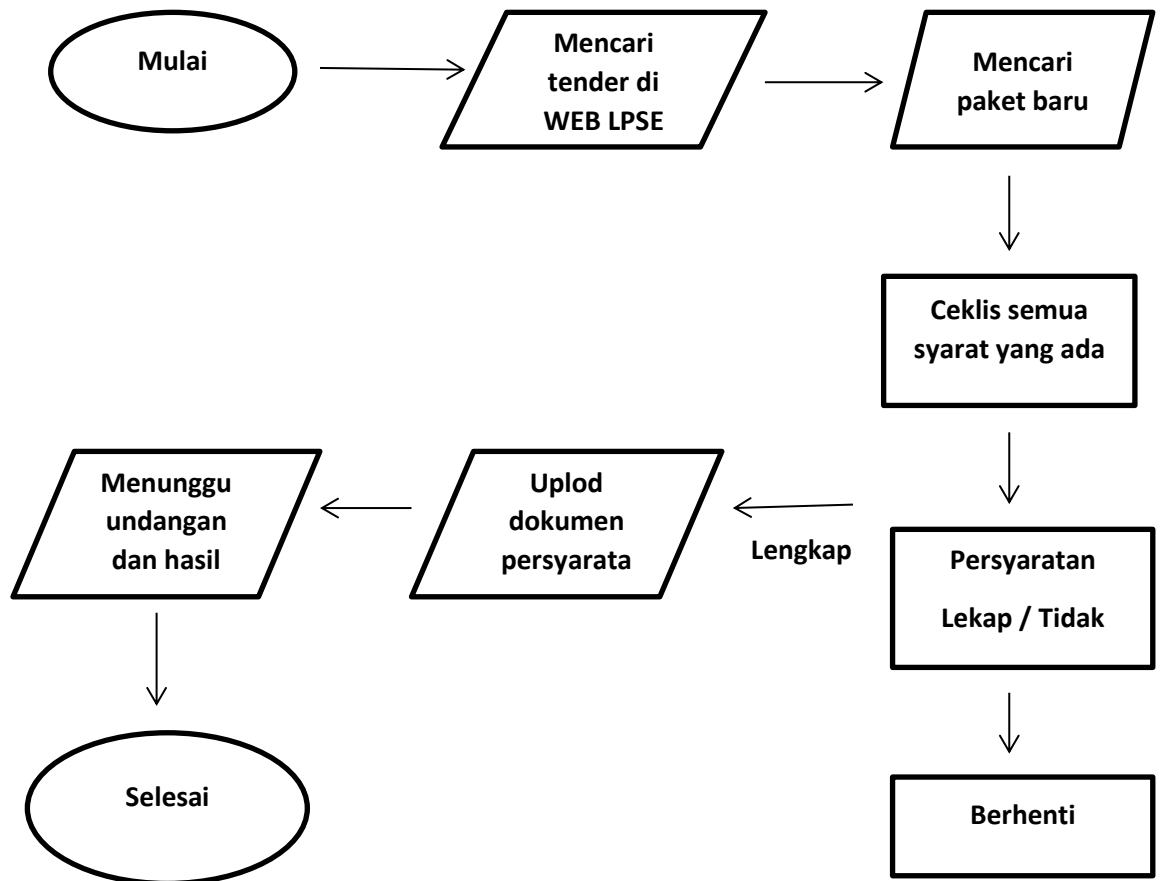 Mulai
Mencari
tender di
WEB LPSE
Mencari
paket baru
Ceklis semua
syarat yang ada
Persyaratan
Lekap / Tidak
Lengkap
Uplod
dokumen
persyarata
Menunggu
undangan
dan hasil
Selesai
Berhenti